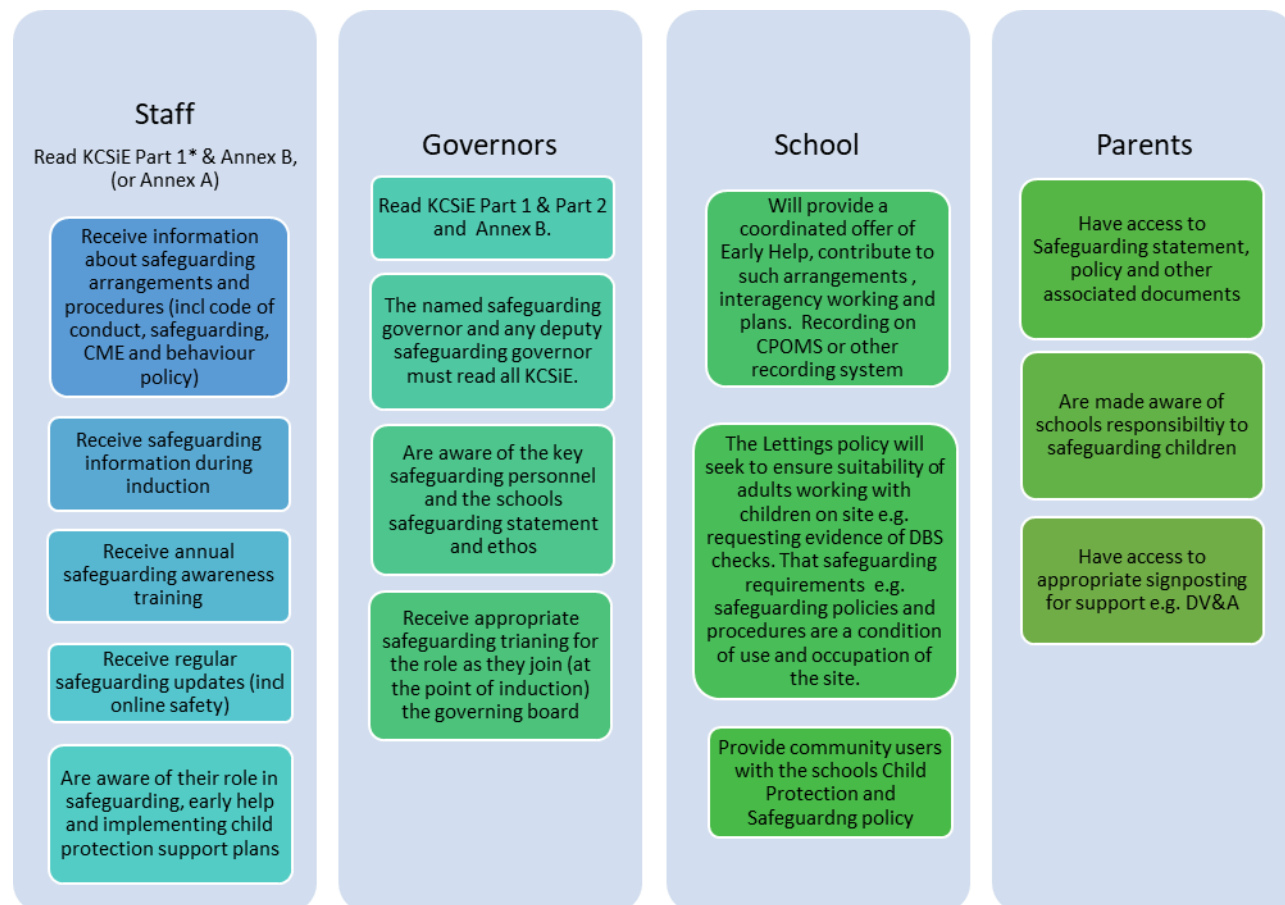 Staff
Read KCSiE Part 1* & Annex B,
(or Annex A)
Receive information
about safeguarding
arrangements and
procedures (incl code of
conduct, safeguarding,
CME and behaviour
policy)
Receive safeguarding
information during
induction
Receive annual
safeguarding awareness
training
Receive regular
safeguarding updates (incl
online safety)
Are aware of their role in
safeguarding, early help
and implementing child
protection support plans
Governors
Read KCSiE Part 1 & Part 2
and Annex B.
The named safeguarding
governor and any deputy
safeguarding governor
must read all KCSiE.
Are aware of the key
safeguarding personnel
and the schools
safeguarding statement
and ethos
Receive appropriate
safeguarding trianing for
the role as they join (at
the point of induction)
the governing board
School
Will provide a
coordinated offer of
Early Help, contribute to
such arrangements ,
interagency working and
plans. Recording on
CPOMS or other
recording system
The Lettings policy will
seek to ensure suitability of
adults working with
children on site e.g.
requesting evidence of DBS
checks. That safeguarding
requirements e.g.
safeguarding policies and
procedures are a condition
of use and occupation of
the site.
Provide community users
with the schools Child
Protection and
Safeguardng policy
Parents
Have access to
Safeguarding statement,
policy and other
associated documents
Are made aware of
schools responsibiltiy to
safeguarding children
Have access to
appropriate signposting
for support e.g. DV&A